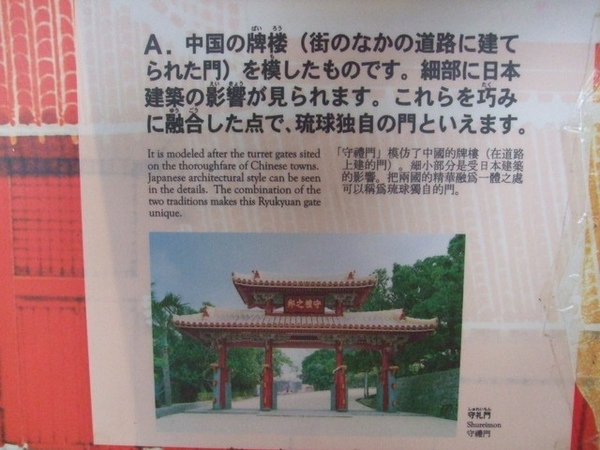 A. 中国の牌楼（街のなかの道路に建て
られた門）を模したものです。細部に日本
建築の影響が見られます。これらを巧み
に融合した点で、琉球独自の門といえます。
It is modeled after the turret gates sited
on the thoroughfare of Chinese towns.
Japanese architectural style can be seen
in the details. The combination of the
two traditions makes this Ryukyuan gate
unique.
「守禮門」模仿了中國的牌樓（在道路
上建的門）。細小部分是受日本建築
的影響。把兩國的精華融爲一體之處
可以稱爲琉球獨自的門。
守禮之邦
しゅれいもん
守礼門
Shureimon
守禮門